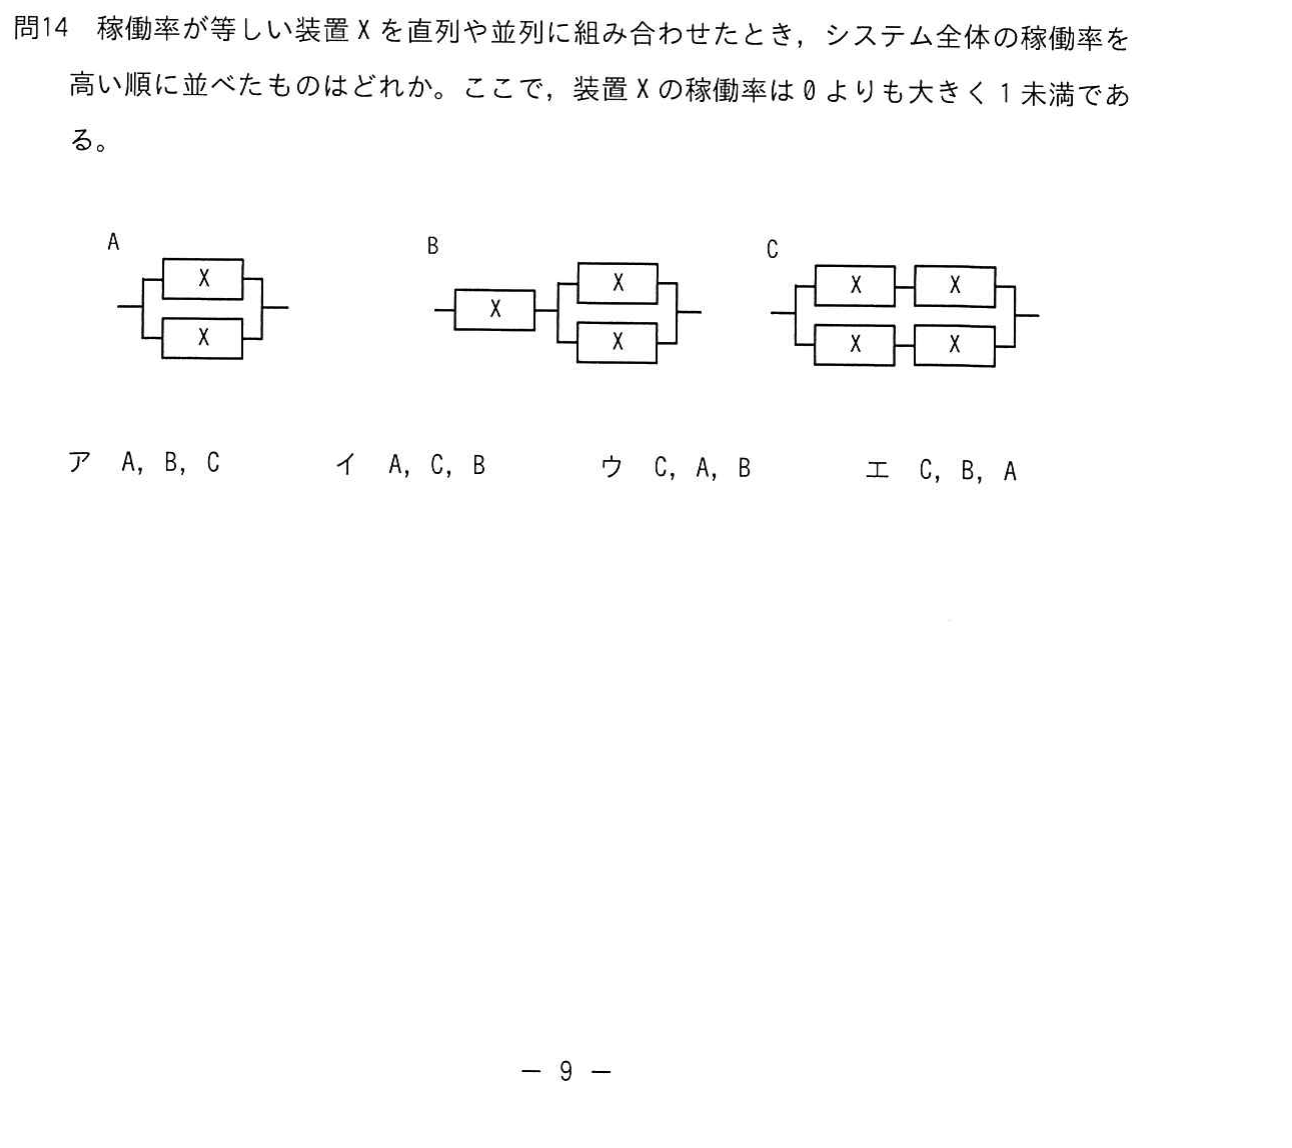 問14 稼働率が等しい装置 X を直列や並列に組み合わせたとき，システム全体の稼働率を
高い順に並べたものはどれか。ここで，装置 X の稼働率は 0 よりも大きく 1 未満であ
る。
A B C
X X X X
X X X X X
ア A, B, C イ A, C, B ウ C, A, B エ C, B, A
－ 9 －